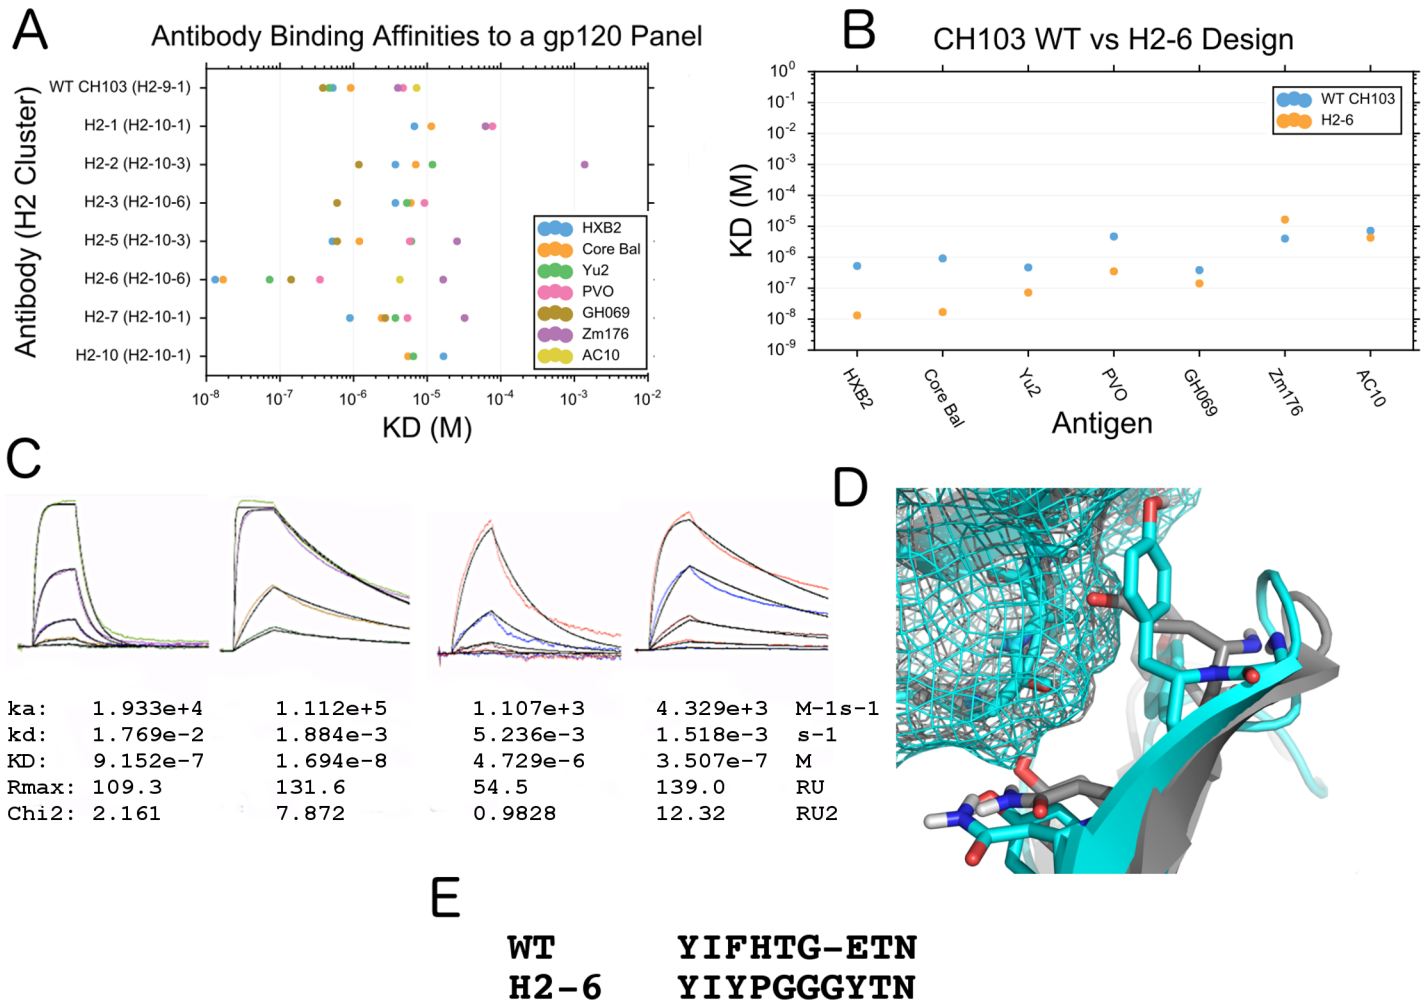 A
Antibody Binding Affinities to a gp120 Panel
Antibody (H2 Cluster)
WT CH103 (H2-9-1)
H2-1 (H2-10-1)
H2-2 (H2-10-3)
H2-3 (H2-10-6)
H2-5 (H2-10-3)
H2-6 (H2-10-6)
H2-7 (H2-10-1)
H2-10 (H2-10-1)
HXB2
Core Bal
Yu2
PVO
GH069
Zm176
AC10
10⁻⁸ 10⁻⁷ 10⁻⁶ 10⁻⁵ 10⁻⁴ 10⁻³ 10⁻²
KD (M)
B
CH103 WT vs H2-6 Design
KD (M)
10⁰
10⁻¹
10⁻²
10⁻³
10⁻⁴
10⁻⁵
10⁻⁶
10⁻⁷
10⁻⁸
10⁻⁹
WT CH103
H2-6
HXB2 Core Bal Yu2 PVO GH069 Zm176 AC10
Antigen
C
ka: 1.933e+4 1.112e+5 1.107e+3 4.329e+3 M-1s-1
kd: 1.769e-2 1.884e-3 5.236e-3 1.518e-3 s-1
KD: 9.152e-7 1.694e-8 4.729e-6 3.507e-7 M
Rmax: 109.3 131.6 54.5 139.0 RU
Chi2: 2.161 7.872 0.9828 12.32 RU2
D
E
WT YIFHTG-ETN
H2-6 YIYPGGGYTN